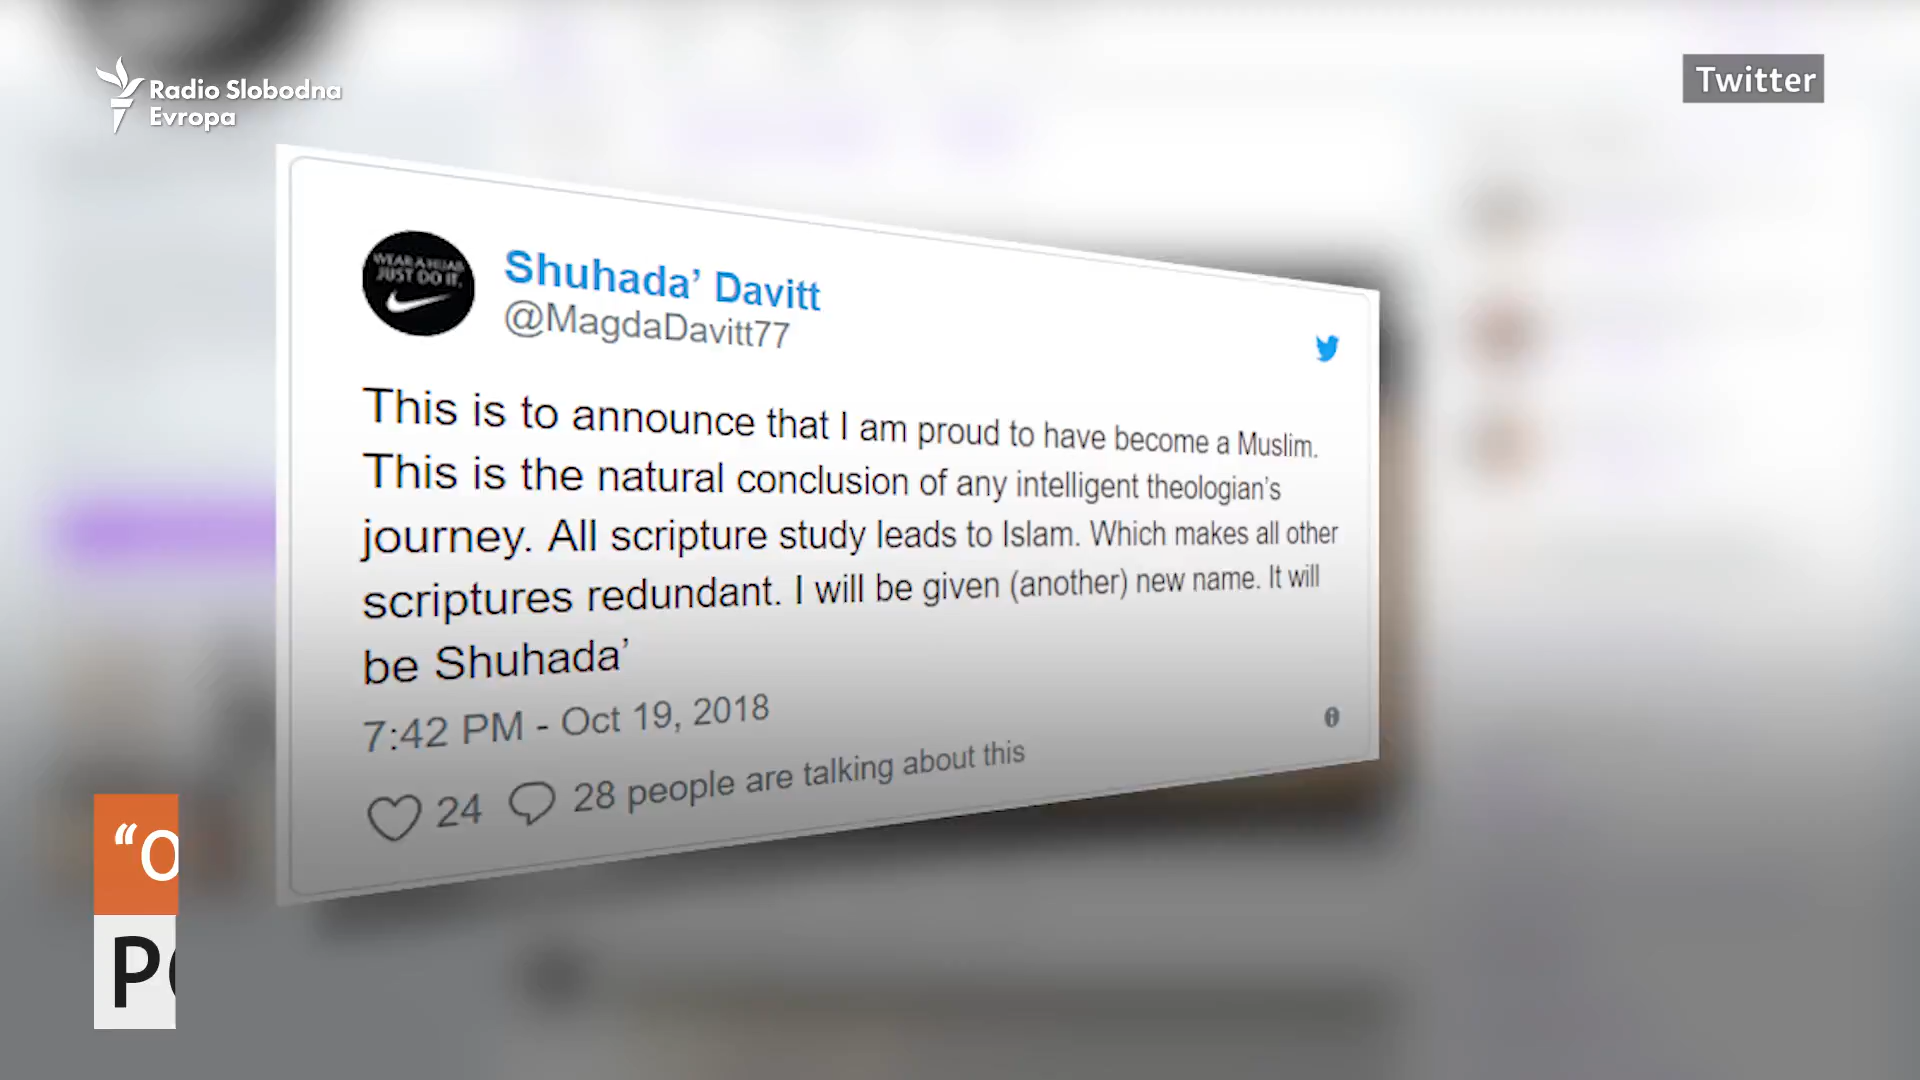 Radio Slobodna
Evropa
Twitter
WEAR A HIJAB
JUST DO IT.
Shuhada’ Davitt
@MagdaDavitt77
This is to announce that I am proud to have become a Muslim.
This is the natural conclusion of any intelligent theologian’s
journey. All scripture study leads to Islam. Which makes all other
scriptures redundant. I will be given (another) new name. It will
be Shuhada’
7:42 PM - Oct 19, 2018
24 28 people are talking about this